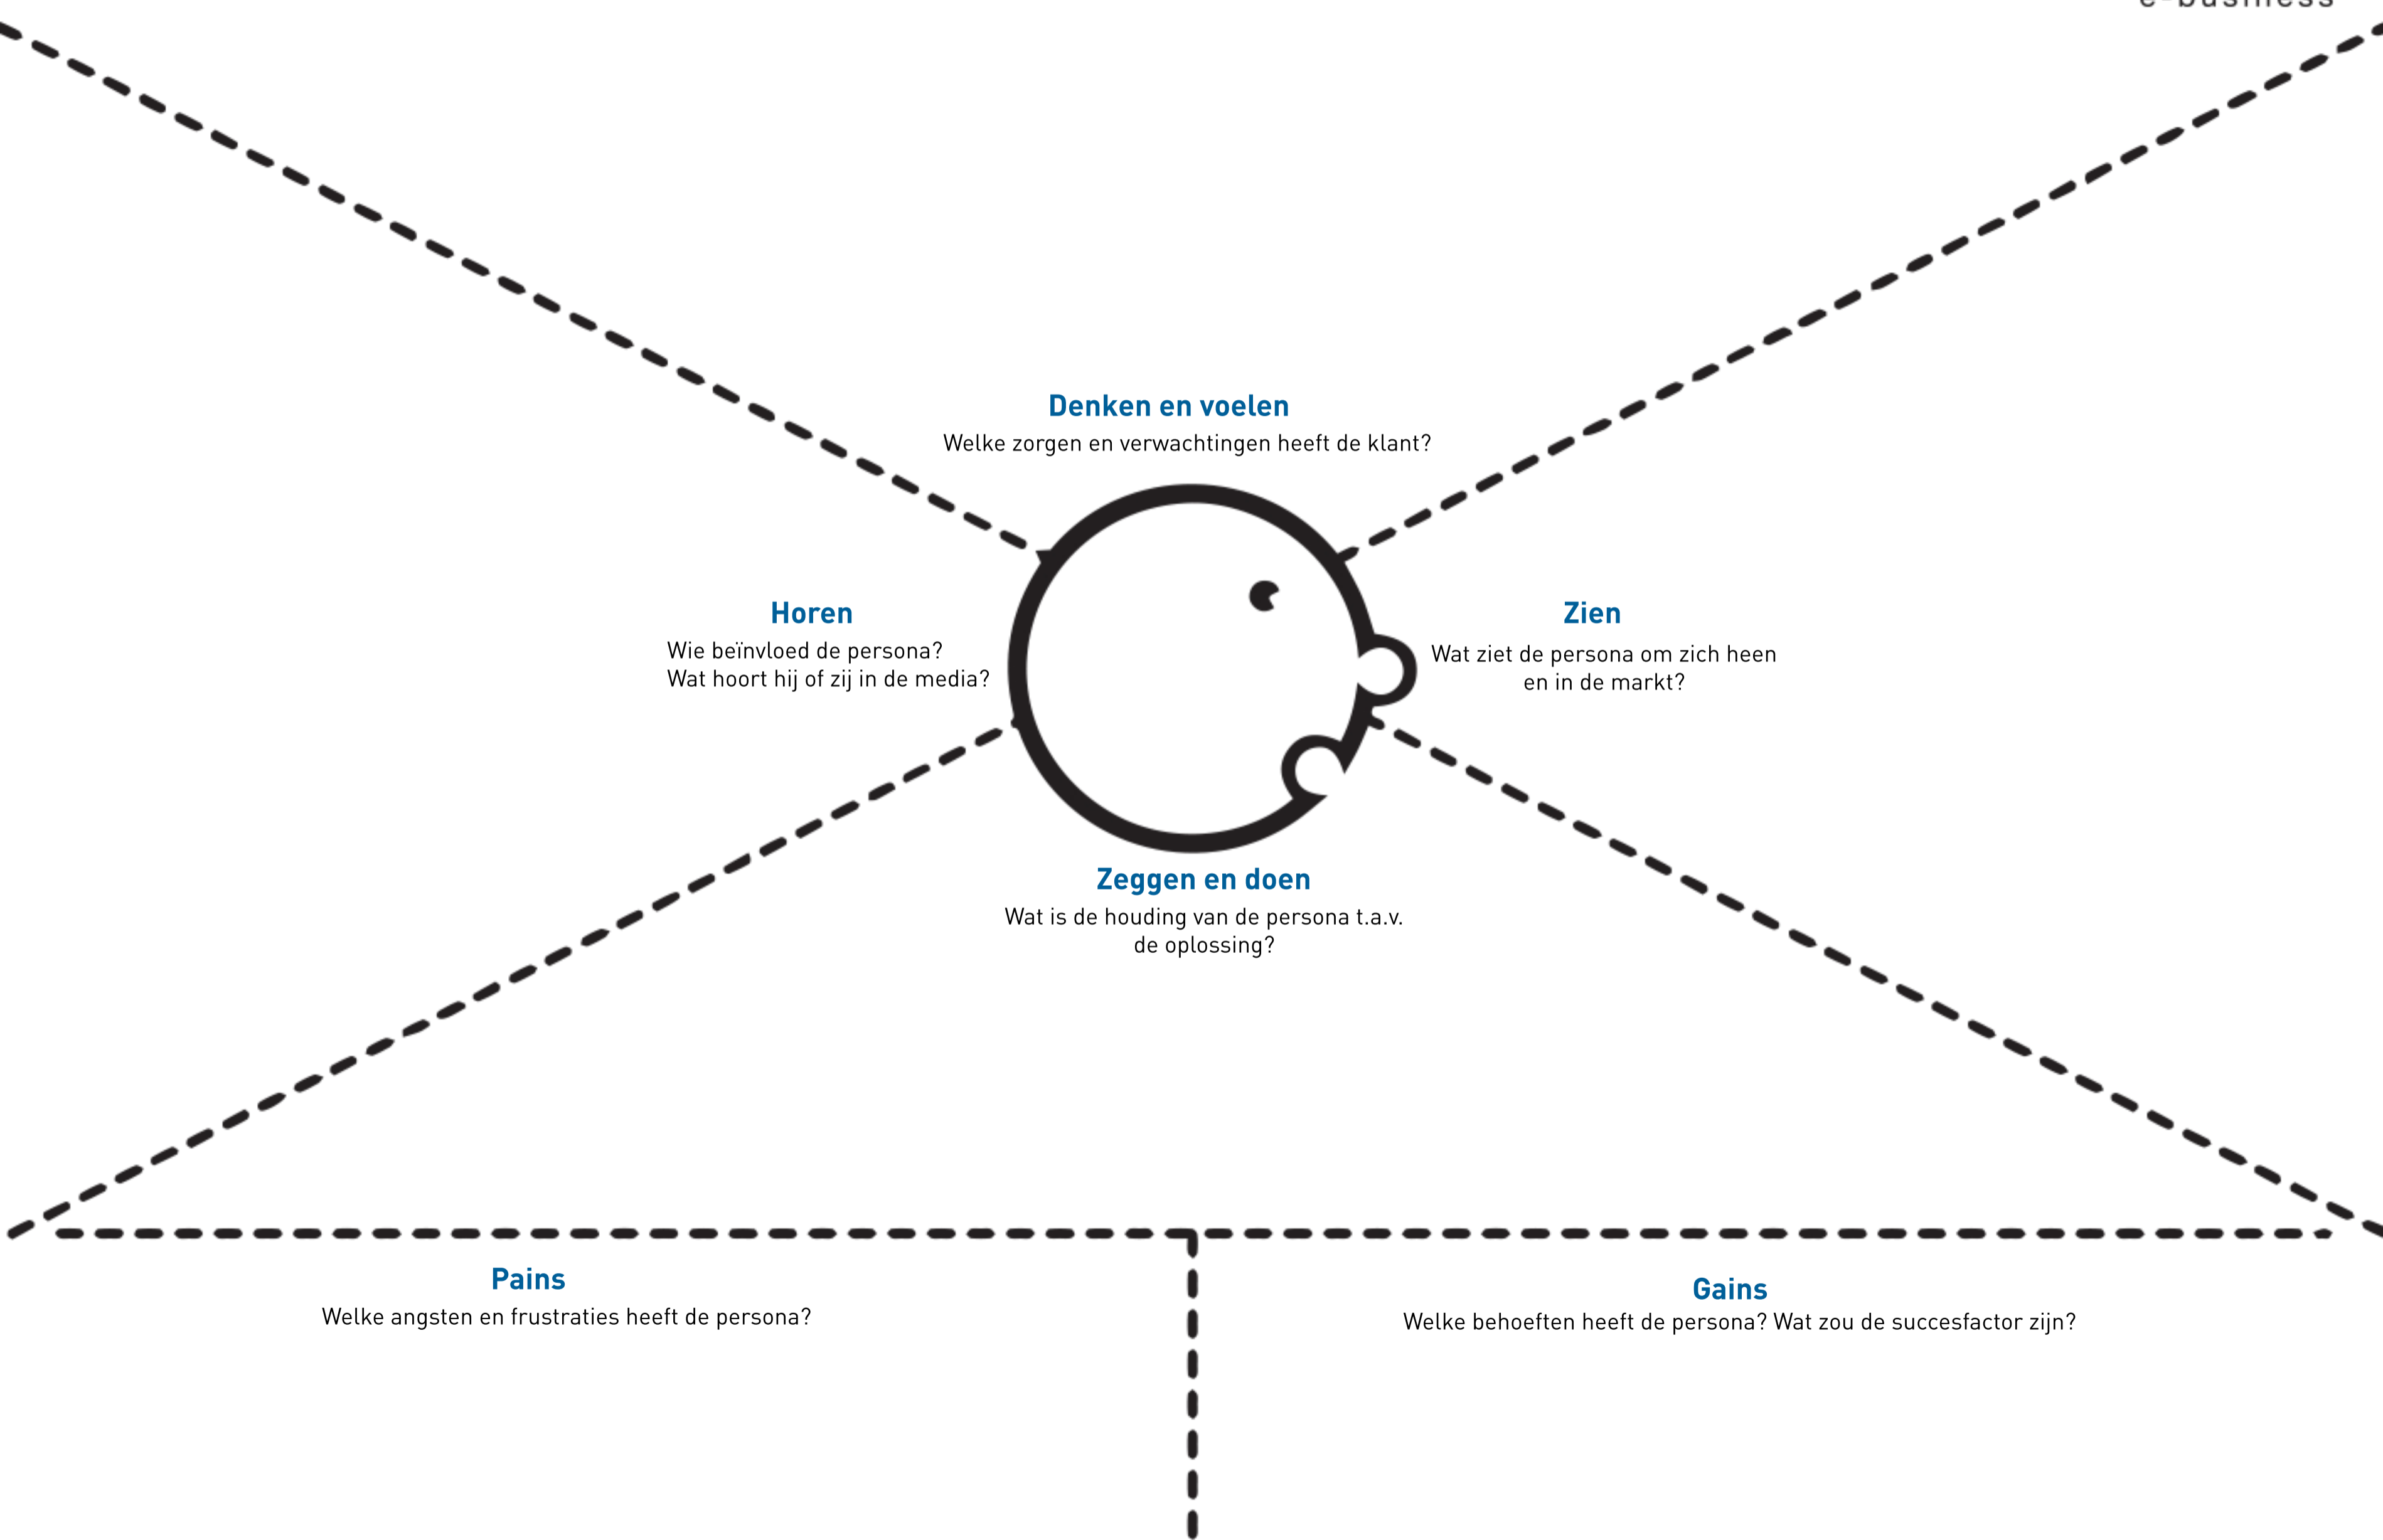 e-business
Denken en voelen
Welke zorgen en verwachtingen heeft de klant?
Horen
Wie beïnvloed de persona?
Wat hoort hij of zij in de media?
Zien
Wat ziet de persona om zich heen
en in de markt?
Zeggen en doen
Wat is de houding van de persona t.a.v.
de oplossing?
Pains
Welke angsten en frustraties heeft de persona?
Gains
Welke behoeften heeft de persona? Wat zou de succesfactor zijn?